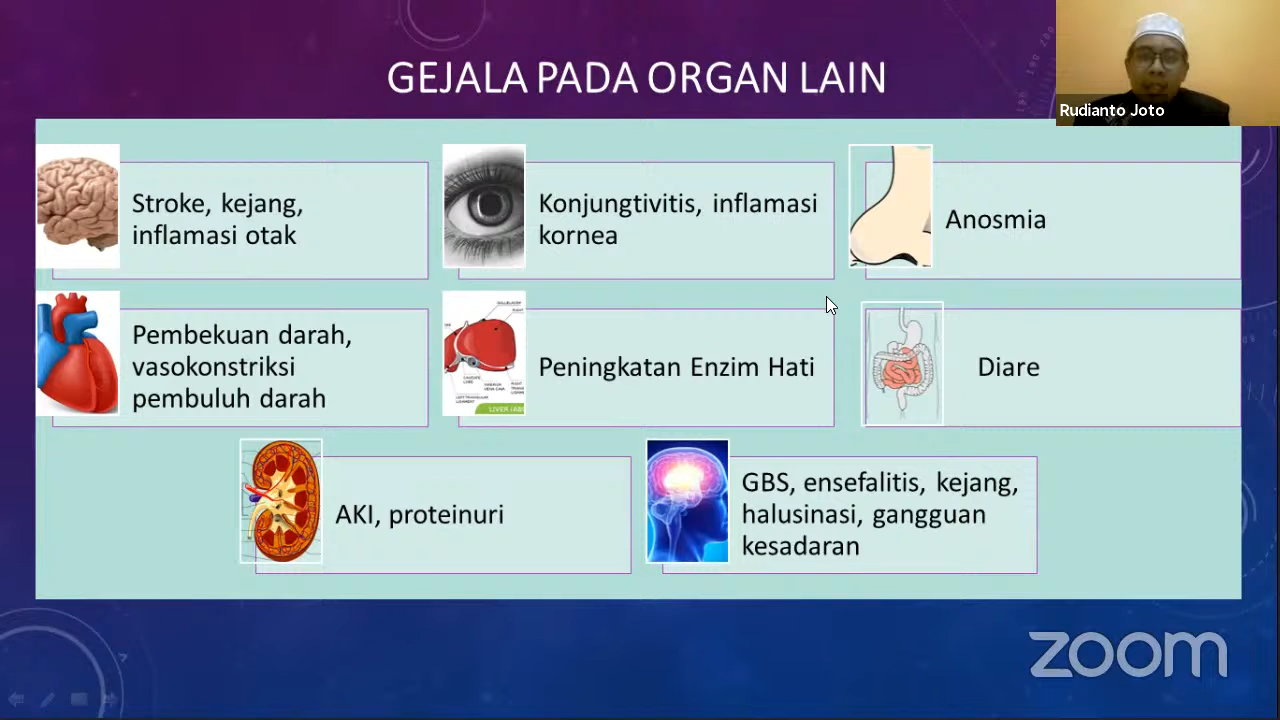 GEJALA PADA ORGAN LAIN
Rudianto Joto
Stroke, kejang,
inflamasi otak
Konjungtivitis, inflamasi
kornea
Anosmia
Pembekuan darah,
vasokonstriksi
pembuluh darah
Peningkatan Enzim Hati
Diare
AKI, proteinuri
GBS, ensefalitis, kejang,
halusinasi, gangguan
kesadaran
zoom